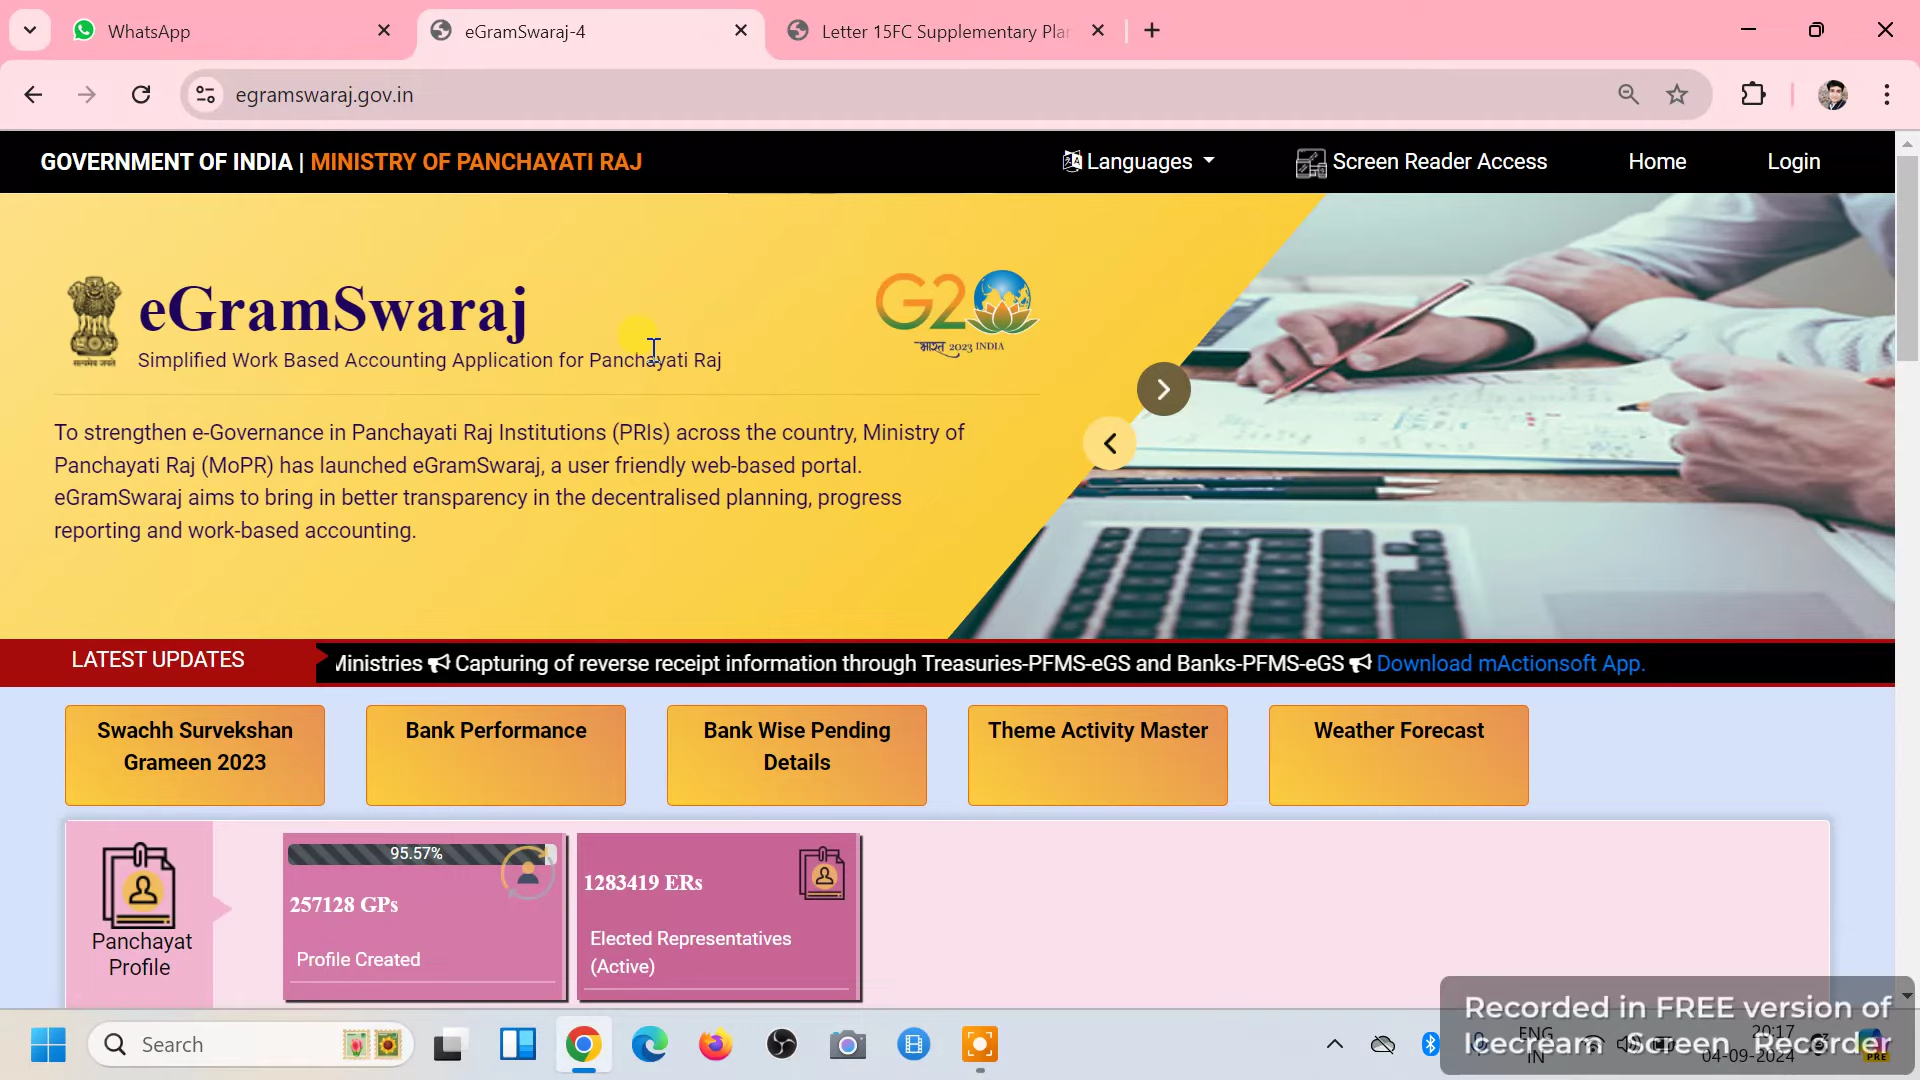 WhatsApp
eGramSwaraj-4
Letter 15FC Supplementary Plan
egramswaraj.gov.in
GOVERNMENT OF INDIA | MINISTRY OF PANCHAYATI RAJ
Languages
Screen Reader Access
Home
Login
eGramSwaraj
Simplified Work Based Accounting Application for Panchayati Raj
सत्यमेव जयते
G2
भारत 2023 INDIA
To strengthen e-Governance in Panchayati Raj Institutions (PRIs) across the country, Ministry of
Panchayati Raj (MoPR) has launched eGramSwaraj, a user friendly web-based portal.
eGramSwaraj aims to bring in better transparency in the decentralised planning, progress
reporting and work-based accounting.
LATEST UPDATES
Ministries Capturing of reverse receipt information through Treasuries-PFMS-eGS and Banks-PFMS-eGS Download mActionsoft App.
Swachh Survekshan
Grameen 2023
Bank Performance
Bank Wise Pending
Details
Theme Activity Master
Weather Forecast
Panchayat
Profile
95.57%
257128 GPs
Profile Created
1283419 ERs
Elected Representatives
(Active)
Recorded in FREE version of
Icecream Screen Recorder
Search
ENG
IN
20:17
04-09-2024
PRE